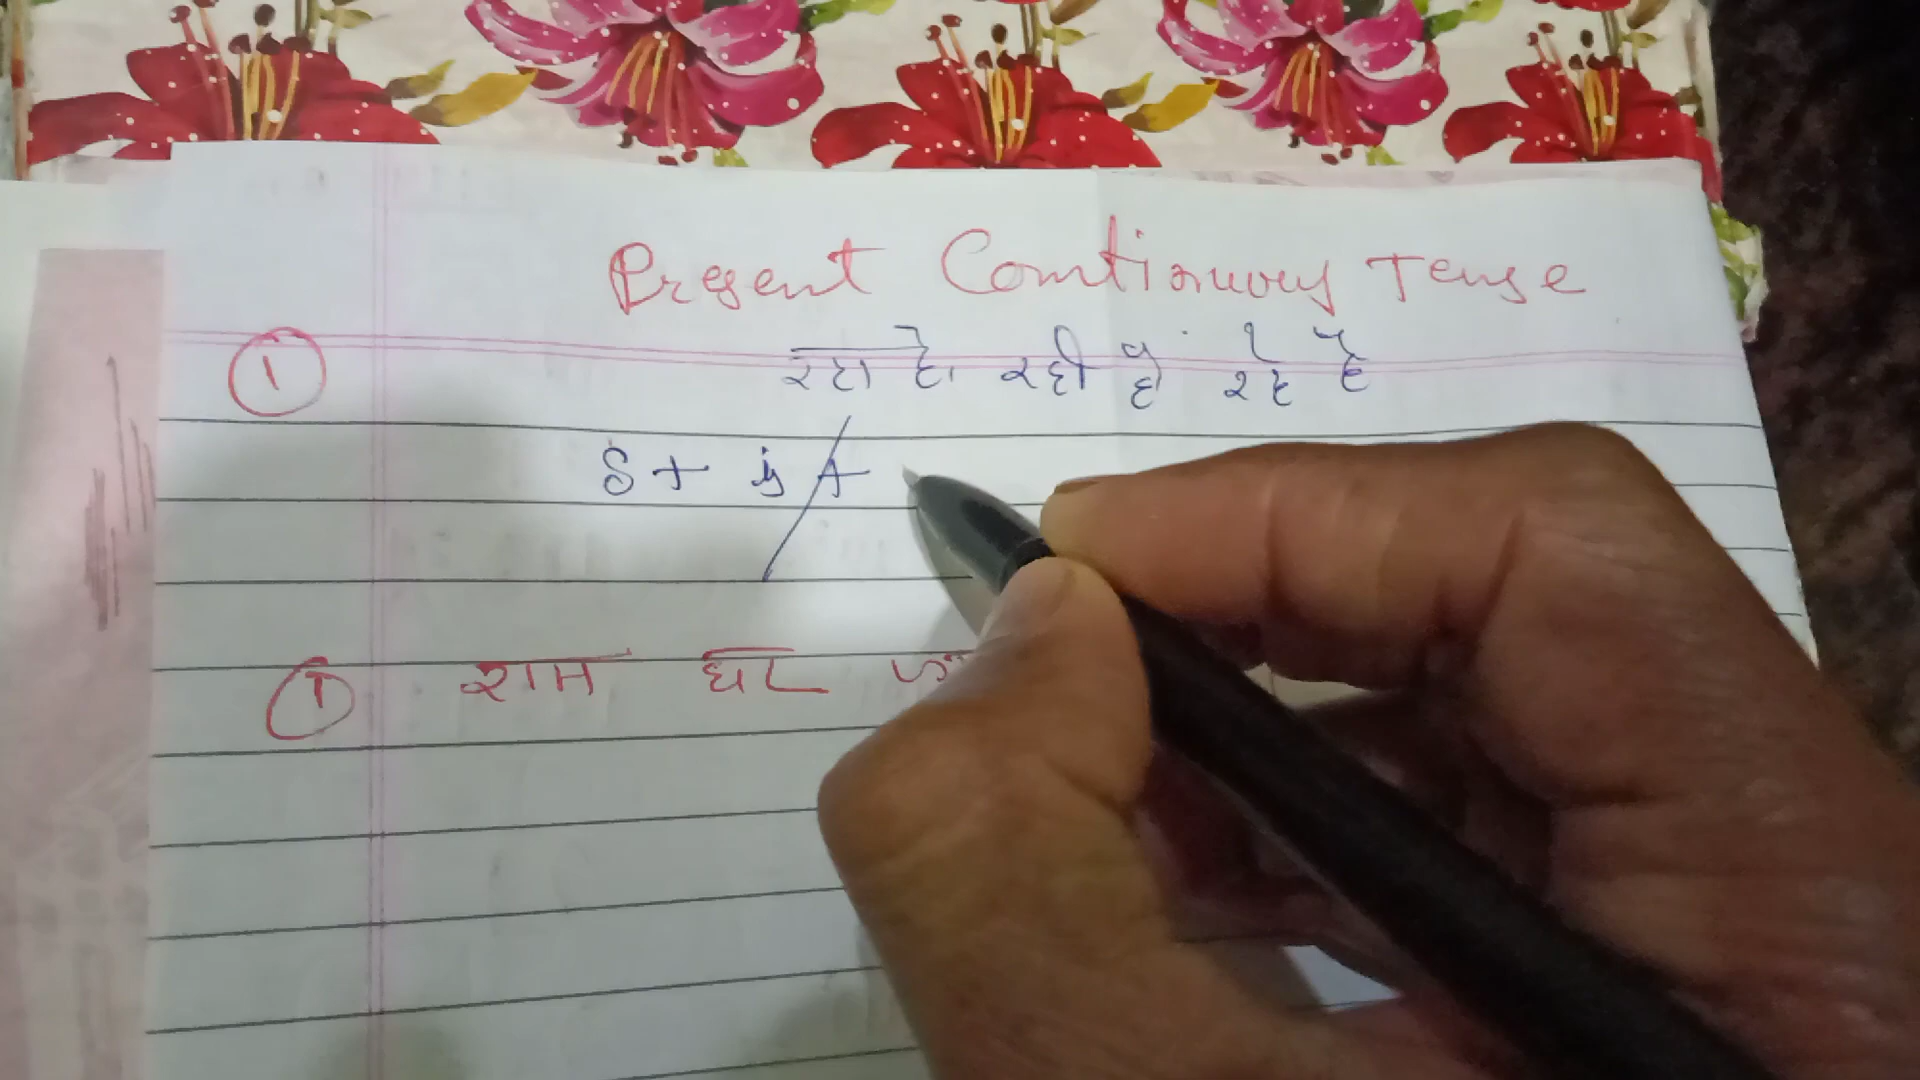 Present Continuous Tense
① रहा है। रही है रहे है
S + is / A
① राम घर